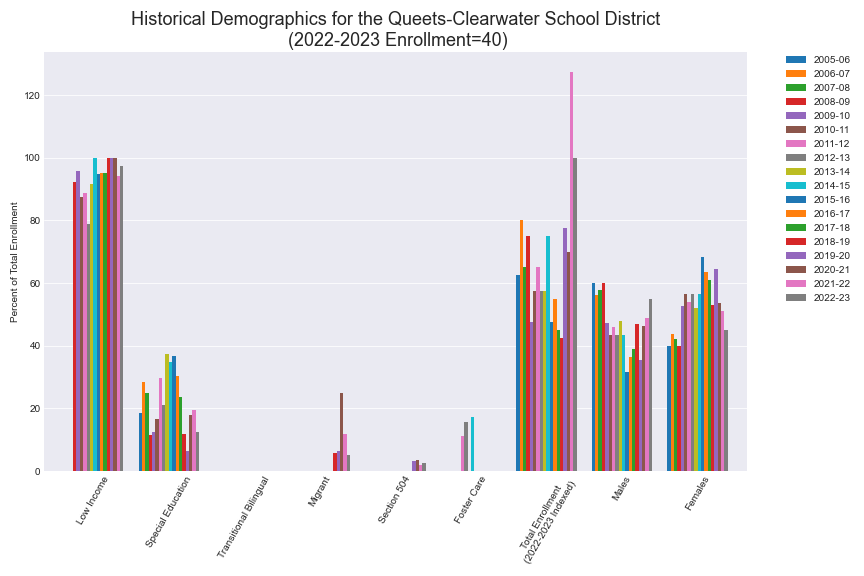 Historical Demographics for the Queets-Clearwater School District
(2022-2023 Enrollment=40)
Percent of Total Enrollment
120
100
80
60
40
20
0
Low Income
Special Education
Transitional Bilingual
Migrant
Section 504
Foster Care
Total Enrollment
(2022-2023 Indexed)
Males
Females
2005-06
2006-07
2007-08
2008-09
2009-10
2010-11
2011-12
2012-13
2013-14
2014-15
2015-16
2016-17
2017-18
2018-19
2019-20
2020-21
2021-22
2022-23